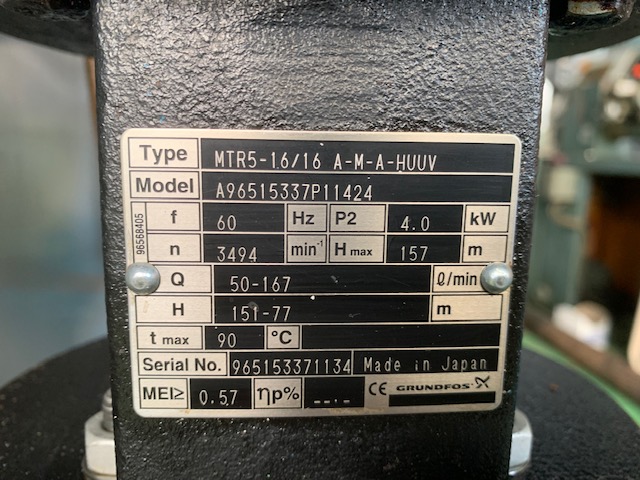 Type MTR5-16/16 A-M-A-HUUV
Model A96515337P11424
96568405
f 60 Hz P2 4.0 kW
n 3494 min⁻¹ H max 157 m
Q 50-167 ℓ/min
H 151-77 m
t max 90 °C
Serial No. 965153371134 Made in Japan
MEI≥ 0.57 ηp% --.- CE GRUNDFOS X